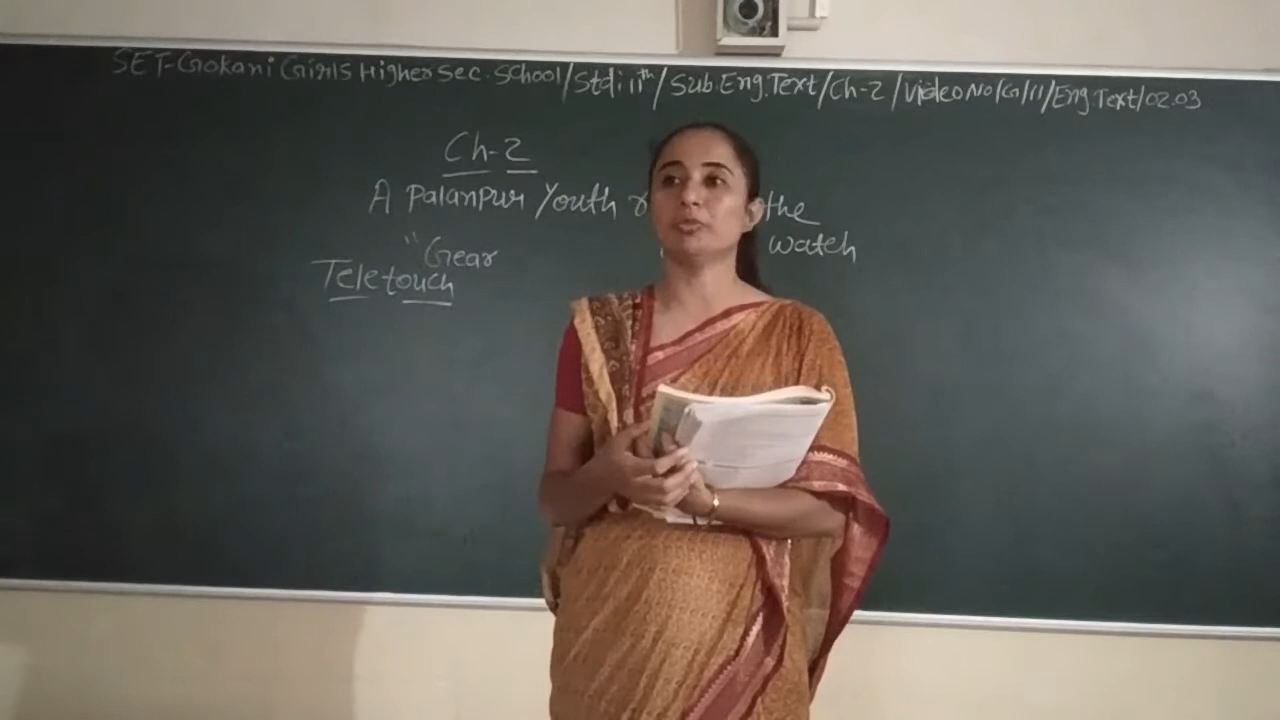 SET-Gokani Girls Higher Sec. School/Std:11th/Sub.Eng.Text/Ch-2/Video No/G/11/Eng.Text/02.03
Ch-2
A Palanpur Youth the
watch
"Gear
Teletouch